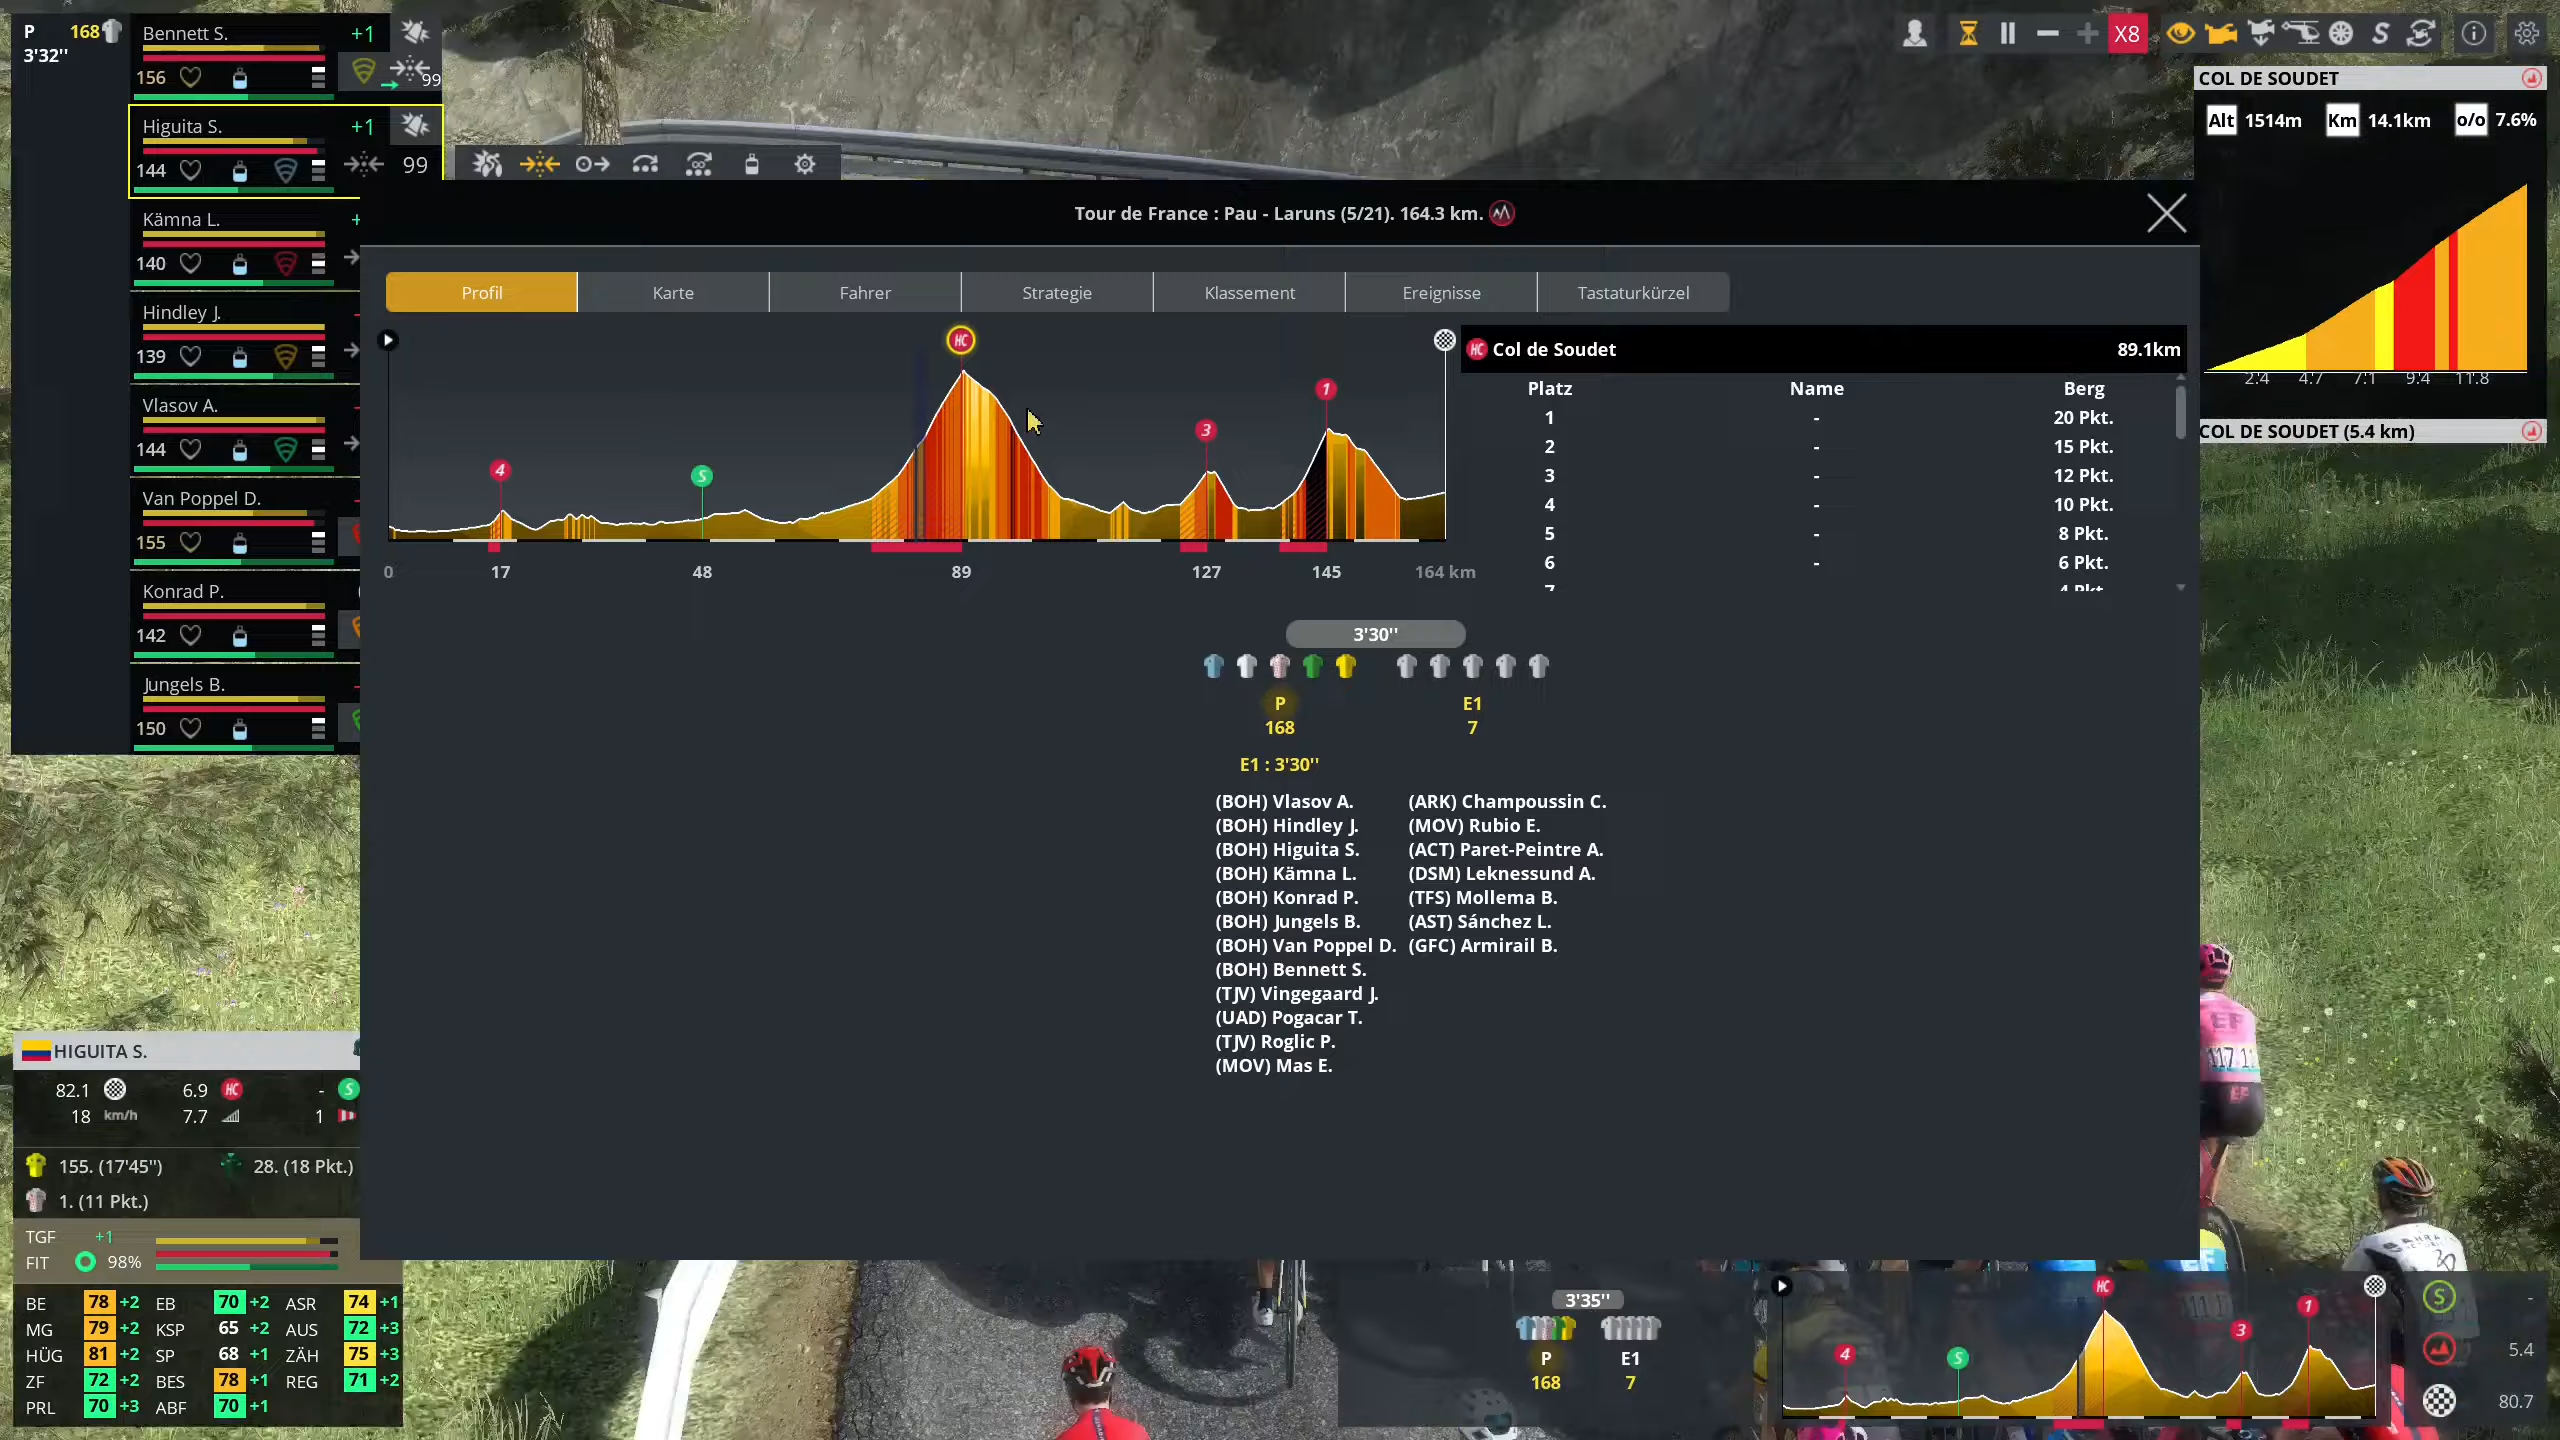 P 168
3'32''
Bennett S. +1
156 99
Higuita S. +1
144 99
Kämna L.
140
Hindley J.
139
Vlasov A.
144
Van Poppel D.
155
Konrad P.
142
Jungels B.
150
X8
COL DE SOUDET
Alt 1514m Km 14.1km o/o 7.6%
2.4 4.7 7.1 9.4 11.8
COL DE SOUDET (5.4 km)
Tour de France : Pau - Laruns (5/21). 164.3 km.
Profil Karte Fahrer Strategie Klassement Ereignisse Tastaturkürzel
HC
1
3
4
S
0 17 48 89 127 145 164 km
HC Col de Soudet 89.1km
Platz Name Berg
1 - 20 Pkt.
2 - 15 Pkt.
3 - 12 Pkt.
4 - 10 Pkt.
5 - 8 Pkt.
6 - 6 Pkt.
7 4 Pkt.
3'30''
P E1
168 7
E1 : 3'30''
(BOH) Vlasov A. (ARK) Champoussin C.
(BOH) Hindley J. (MOV) Rubio E.
(BOH) Higuita S. (ACT) Paret-Peintre A.
(BOH) Kämna L. (DSM) Leknessund A.
(BOH) Konrad P. (TFS) Mollema B.
(BOH) Jungels B. (AST) Sánchez L.
(BOH) Van Poppel D. (GFC) Armirail B.
(BOH) Bennett S.
(TJV) Vingegaard J.
(UAD) Pogacar T.
(TJV) Roglic P.
(MOV) Mas E.
HIGUITA S.
82.1 6.9 HC - S
18 km/h 7.7 1
155. (17'45'') 28. (18 Pkt.)
1. (11 Pkt.)
TGF +1
FIT 98%
BE 78 +2 EB 70 +2 ASR 74 +1
MG 79 +2 KSP 65 +2 AUS 72 +3
HÜG 81 +2 SP 68 +1 ZÄH 75 +3
ZF 72 +2 BES 78 +1 REG 71 +2
PRL 70 +3 ABF 70 +1
3'35''
P E1
168 7
HC
4 S 3 1
S -
5.4
80.7
EF
EF